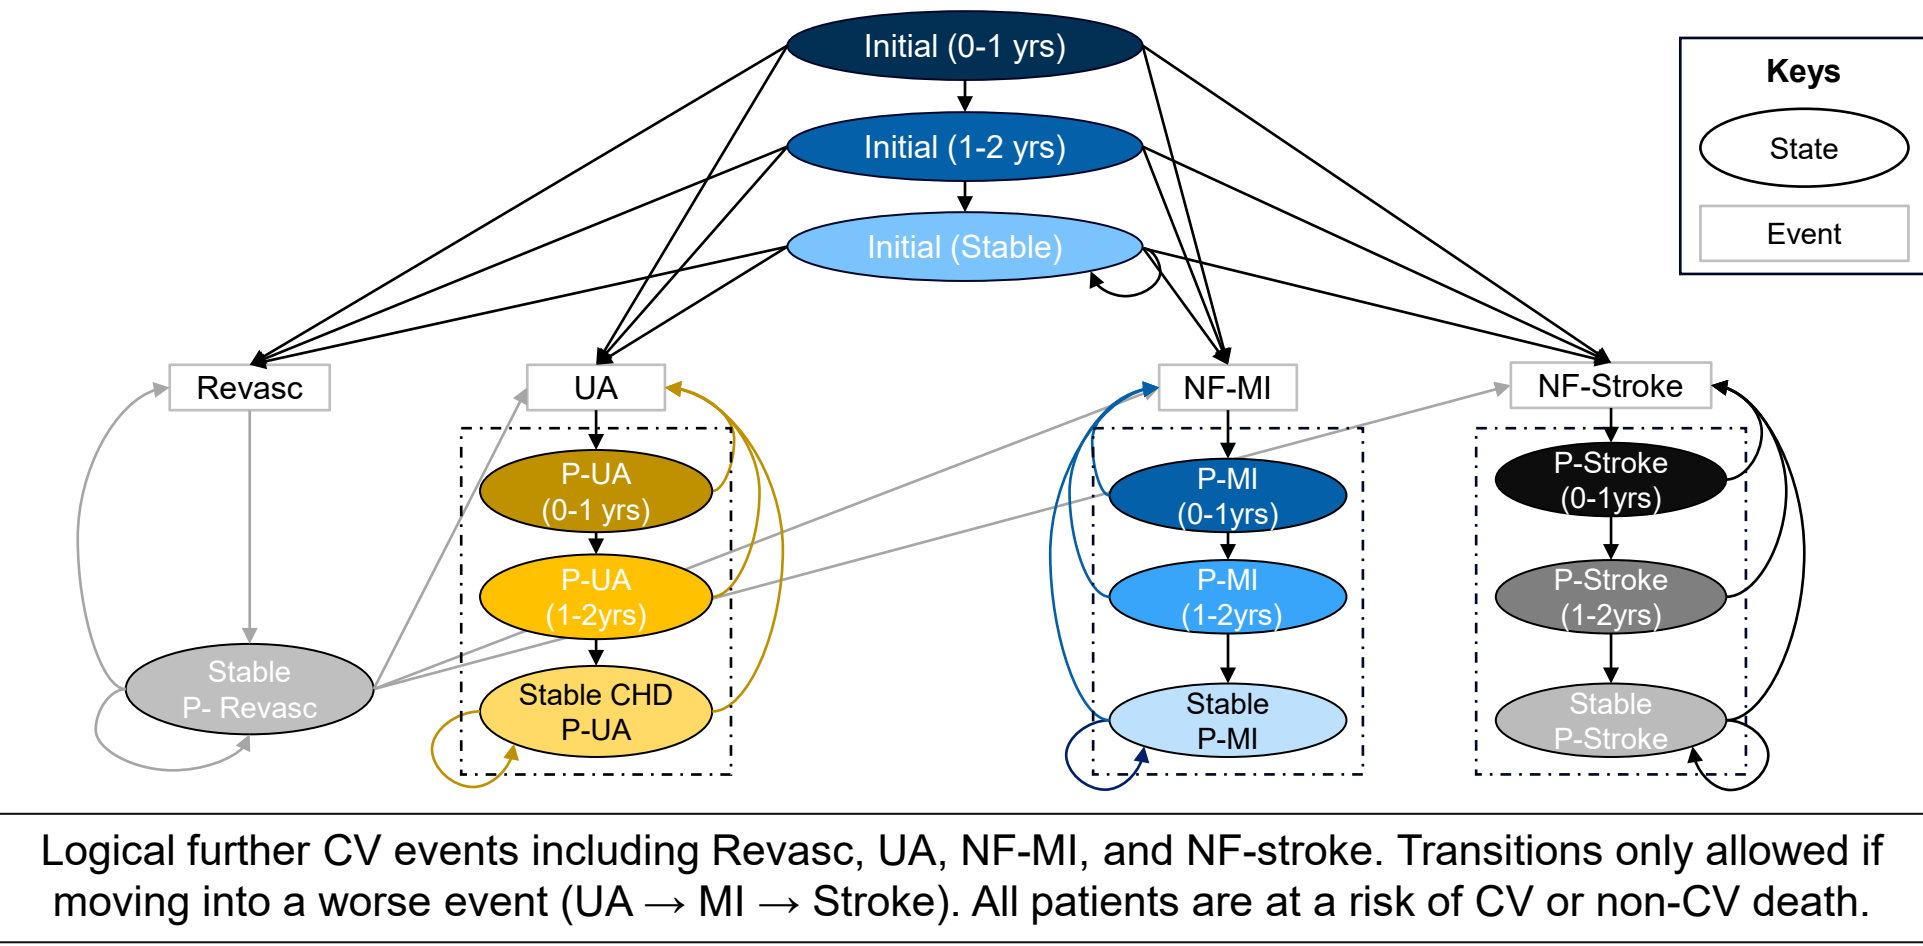 Initial (0-1 yrs)
Keys
State
Event
Initial (1-2 yrs)
Initial (Stable)
Revasc
UA
NF-MI
NF-Stroke
P-UA
(0-1 yrs)
P-MI
(0-1yrs)
P-Stroke
(0-1yrs)
P-UA
(1-2yrs)
P-MI
(1-2yrs)
P-Stroke
(1-2yrs)
Stable
P- Revasc
Stable CHD
P-UA
Stable
P-MI
Stable
P-Stroke
Logical further CV events including Revasc, UA, NF-MI, and NF-stroke. Transitions only allowed if
moving into a worse event (UA → MI → Stroke). All patients are at a risk of CV or non-CV death.